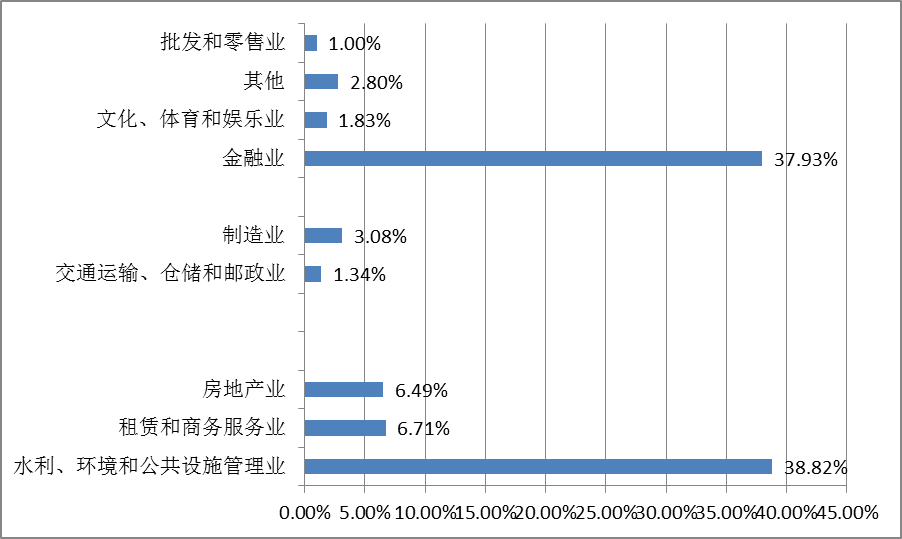 批发和零售业 1.00%
其他 2.80%
文化、体育和娱乐业 1.83%
金融业 37.93%
制造业 3.08%
交通运输、仓储和邮政业 1.34%
房地产业 6.49%
租赁和商务服务业 6.71%
水利、环境和公共设施管理业 38.82%
0.00% 5.00% 10.00% 15.00% 20.00% 25.00% 30.00% 35.00% 40.00% 45.00%